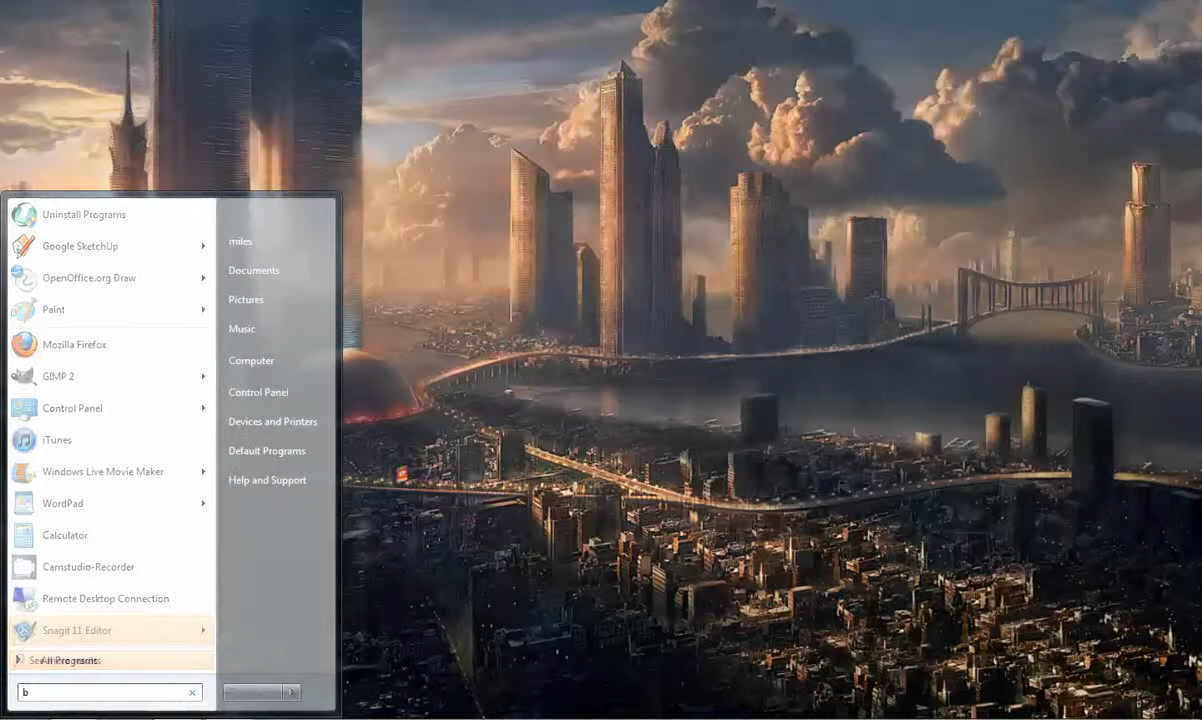 Uninstall Programs
Google SketchUp
OpenOffice.org Draw
Paint
Mozilla Firefox
GIMP 2
Control Panel
iTunes
Windows Live Movie Maker
WordPad
Calculator
Camstudio-Recorder
Remote Desktop Connection
Snagit 11 Editor
All Programs
b
miles
Documents
Pictures
Music
Computer
Control Panel
Devices and Printers
Default Programs
Help and Support